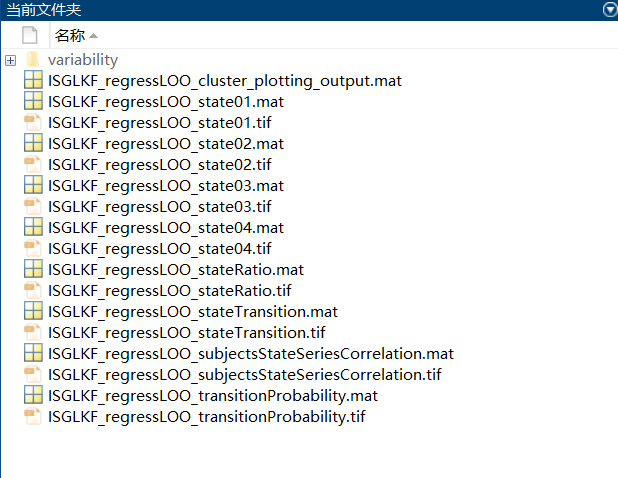 当前文件夹
名称
variability
ISGLKF_regressLOO_cluster_plotting_output.mat
ISGLKF_regressLOO_state01.mat
ISGLKF_regressLOO_state01.tif
ISGLKF_regressLOO_state02.mat
ISGLKF_regressLOO_state02.tif
ISGLKF_regressLOO_state03.mat
ISGLKF_regressLOO_state03.tif
ISGLKF_regressLOO_state04.mat
ISGLKF_regressLOO_state04.tif
ISGLKF_regressLOO_stateRatio.mat
ISGLKF_regressLOO_stateRatio.tif
ISGLKF_regressLOO_stateTransition.mat
ISGLKF_regressLOO_stateTransition.tif
ISGLKF_regressLOO_subjectsStateSeriesCorrelation.mat
ISGLKF_regressLOO_subjectsStateSeriesCorrelation.tif
ISGLKF_regressLOO_transitionProbability.mat
ISGLKF_regressLOO_transitionProbability.tif